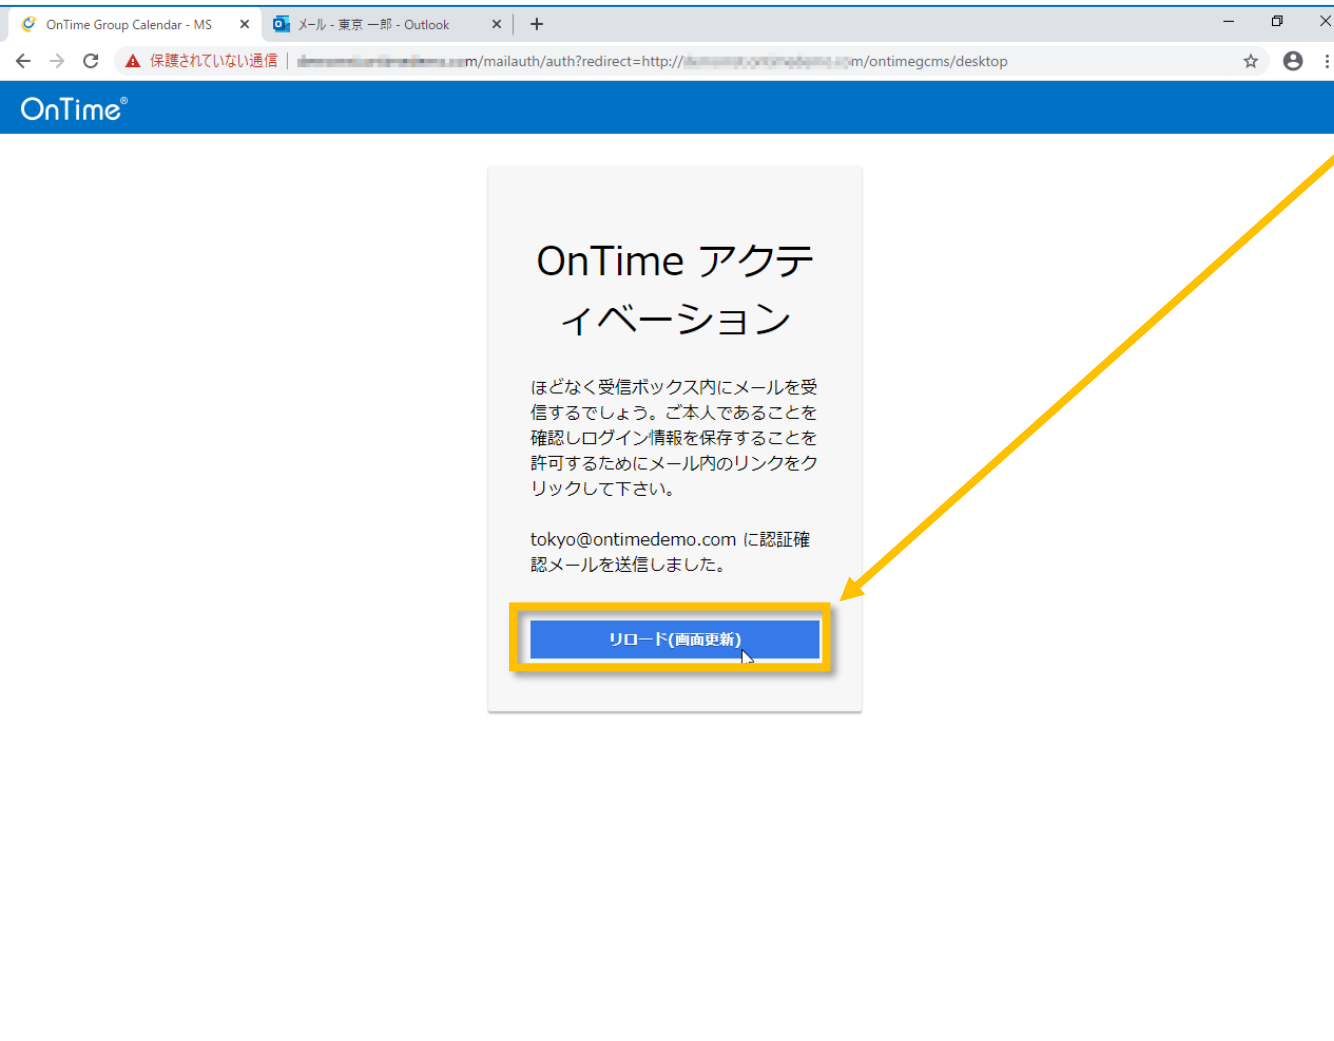 OnTime Group Calendar - MS
メール - 東京 一郎 - Outlook
保護されていない通信 m/mailauth/auth?redirect=http:// m/ontimegcms/desktop
OnTime®
OnTime アクテ
ィベーション
ほどなく受信ボックス内にメールを受
信するでしょう。ご本人であることを
確認しログイン情報を保存することを
許可するためにメール内のリンクをク
リックして下さい。
tokyo@ontimedemo.com に認証確
認メールを送信しました。
リロード(画面更新)